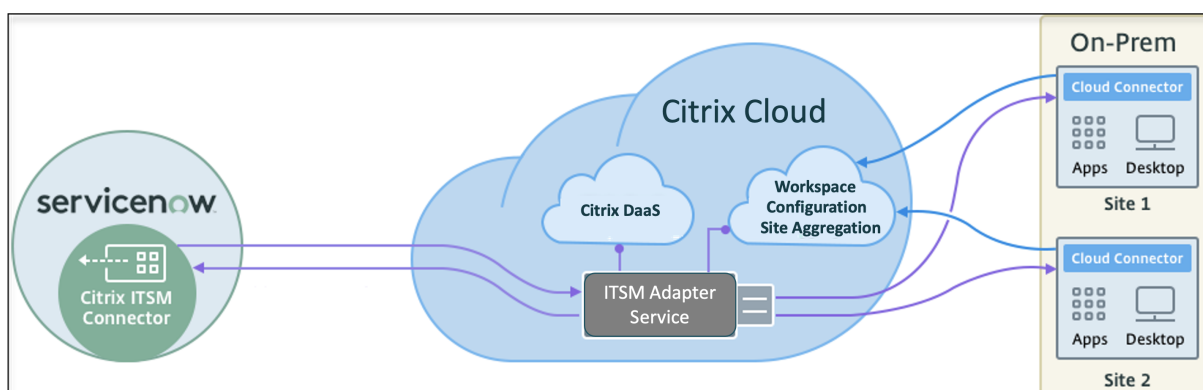 On-Prem
Cloud Connector
Apps Desktop
Site 1
Cloud Connector
Apps Desktop
Site 2
Citrix Cloud
Citrix DaaS
Workspace
Configuration
Site Aggregation
ITSM Adapter
Service
servicenow
Citrix ITSM
Connector